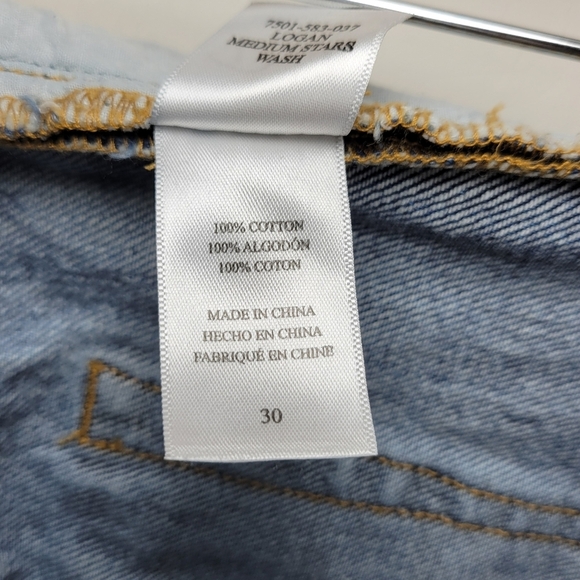 7501-583-037
LOGAN
MEDIUM STARS
WASH
100% COTTON
100% ALGODÓN
100% COTON
MADE IN CHINA
HECHO EN CHINA
FABRIQUÉ EN CHINE
30